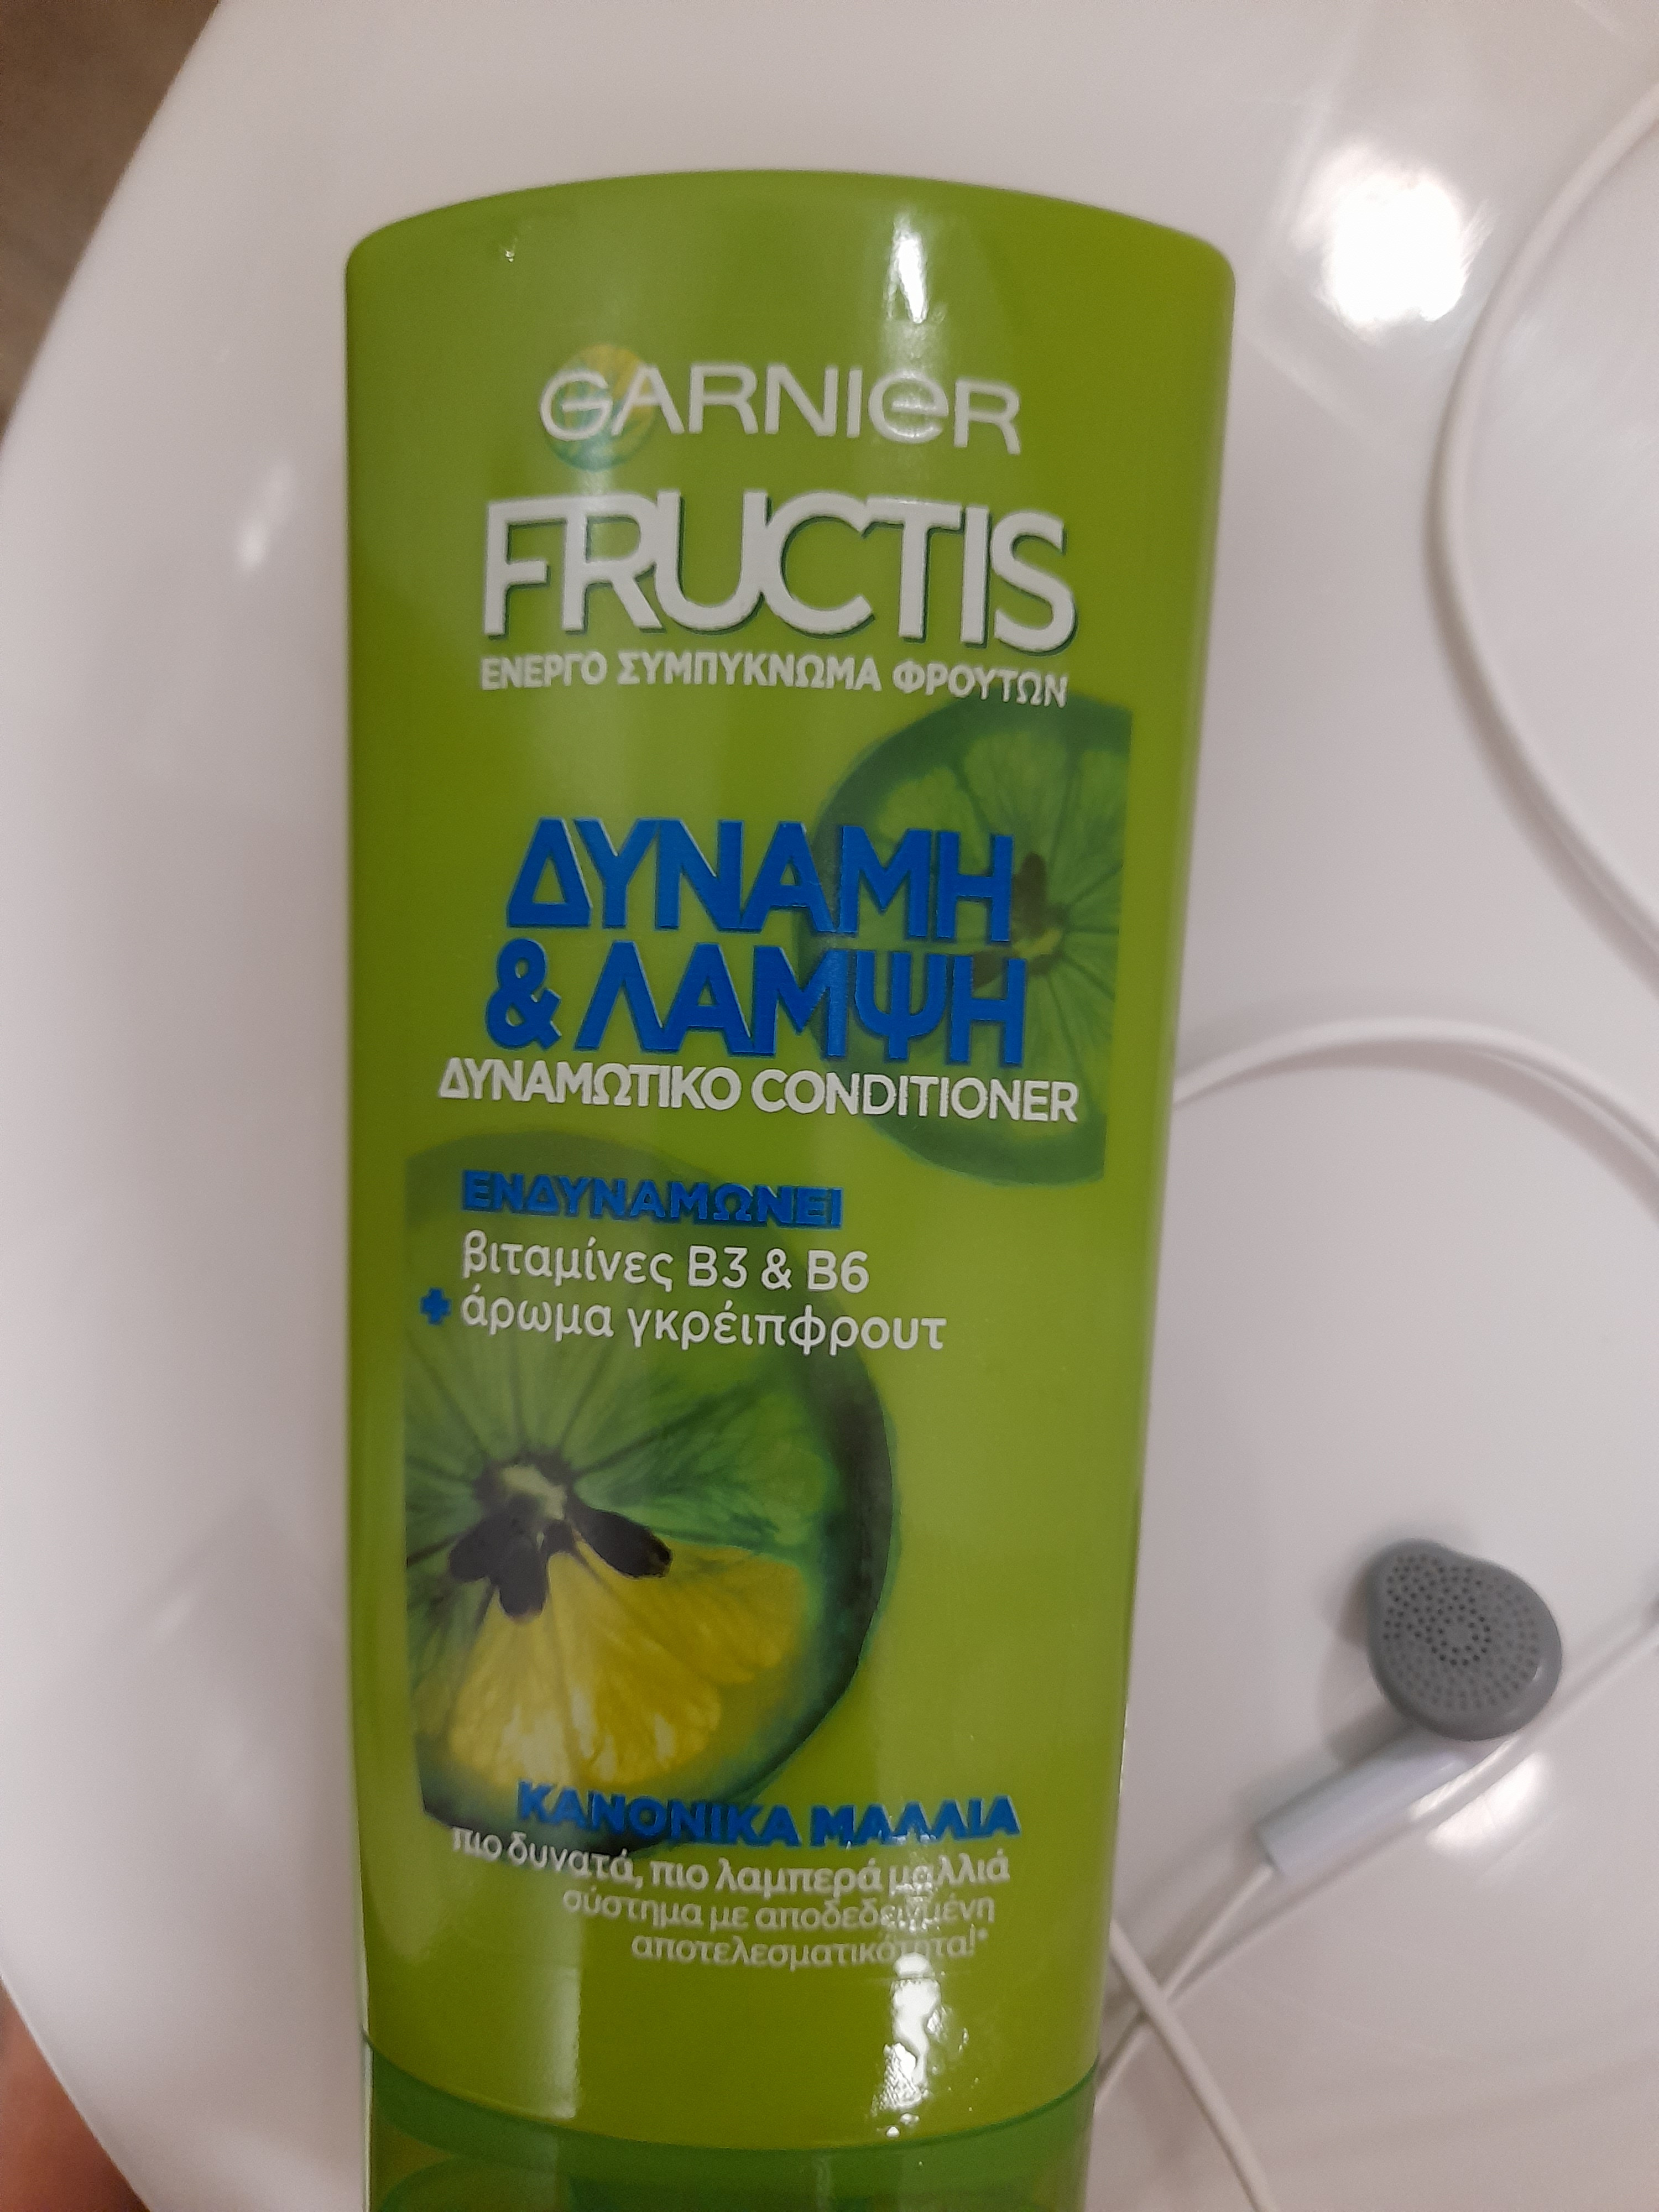 GARNIER
FRUCTIS
ΕΝΕΡΓΟ ΣΥΜΠΥΚΝΩΜΑ ΦΡΟΥΤΩΝ
ΔΥΝΑΜΗ
& ΛΑΜΨΗ
ΔΥΝΑΜΩΤΙΚΟ CONDITIONER
ΕΝΔΥΝΑΜΩΝΕΙ
βιταμίνες B3 & B6
+ άρωμα γκρέιπφρουτ
ΚΑΝΟΝΙΚΑ ΜΑΛΛΙΑ
πιο δυνατά, πιο λαμπερά μαλλιά
σύστημα με αποδεδειγμένη
αποτελεσματικότητα!*